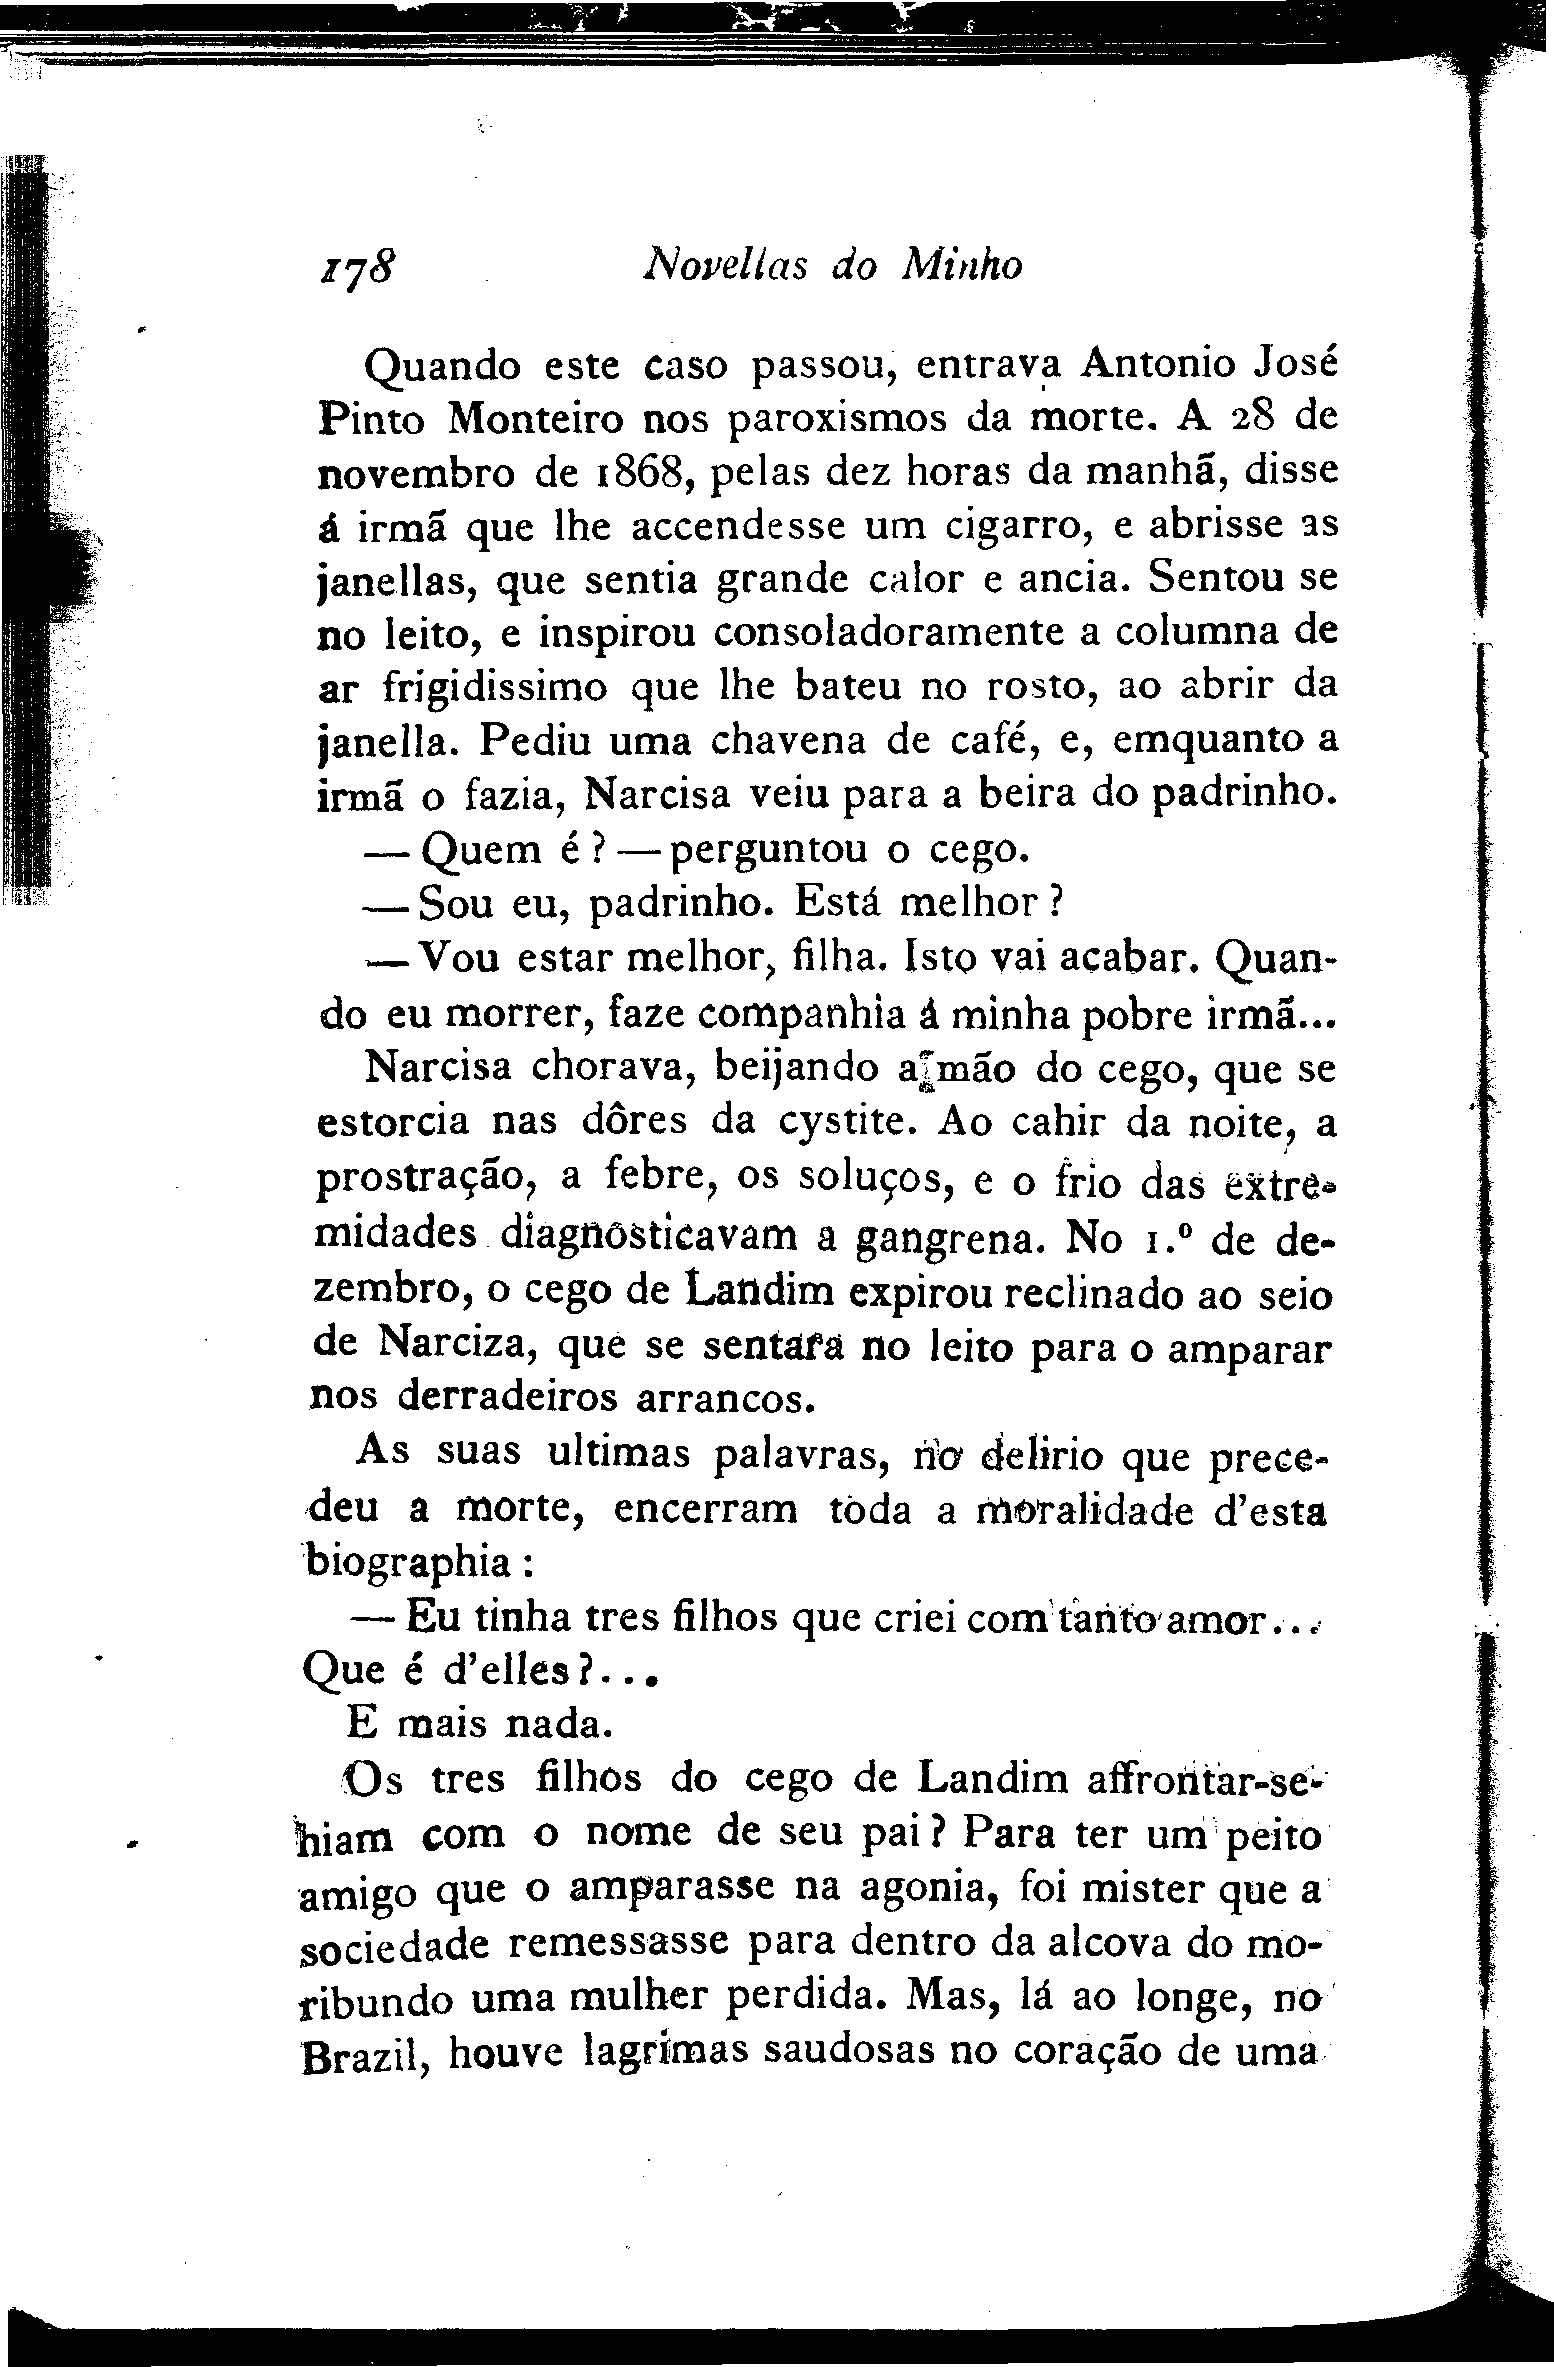 178 Novellas do Minho
Quando este caso passou, entrava Antonio José
Pinto Monteiro nos paroxismos da morte. A 28 de
novembro de 1868, pelas dez horas da manhã, disse
á irmã que lhe accendesse um cigarro, e abrisse as
janellas, que sentia grande calor e ancia. Sentou se
no leito, e inspirou consoladoramente a columna de
ar frigidissimo que lhe bateu no rosto, ao abrir da
janella. Pediu uma chavena de café, e, emquanto a
irmã o fazia, Narcisa veiu para a beira do padrinho.
— Quem é ? — perguntou o cego.
— Sou eu, padrinho. Está melhor ?
— Vou estar melhor, filha. Isto vai acabar. Quan-
do eu morrer, faze companhia á minha pobre irmã...
Narcisa chorava, beijando a mão do cego, que se
estorcia nas dôres da cystite. Ao cahir da noite, a
prostração, a febre, os soluços, e o frio das extre-
midades diagnosticavam a gangrena. No 1.º de de-
zembro, o cego de Landim expirou reclinado ao seio
de Narciza, que se sentara no leito para o amparar
nos derradeiros arrancos.
As suas ultimas palavras, no delirio que prece-
deu a morte, encerram toda a moralidade d'esta
biographia :
— Eu tinha tres filhos que criei com tanto amor...
Que é d'elles?...
E mais nada.
Os tres filhos do cego de Landim affrontar-se-
hiam com o nome de seu pai ? Para ter um peito
amigo que o amparasse na agonia, foi mister que a
sociedade remessasse para dentro da alcova do mo-
ribundo uma mulher perdida. Mas, lá ao longe, no
Brazil, houve lagrimas saudosas no coração de uma